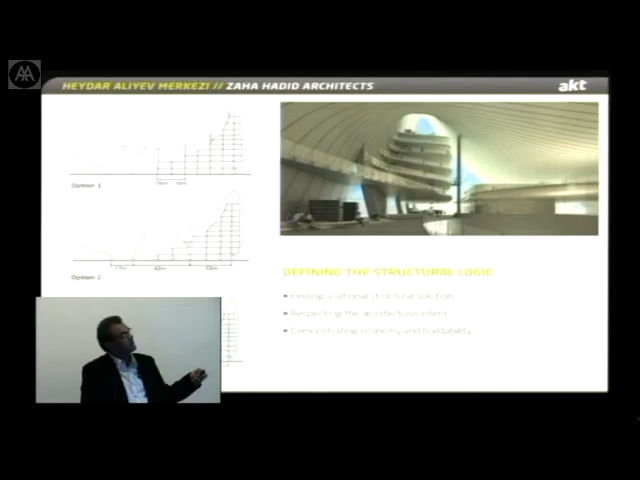 AA
HEYDAR ALIYEV MERKEZI // ZAHA HADID ARCHITECTS
akt
Option 1
Option 2
DEFINING THE STRUCTURAL LOGIC
Finding a rational structural solution
Respecting the architectural intent
Demonstrating economy and buildability